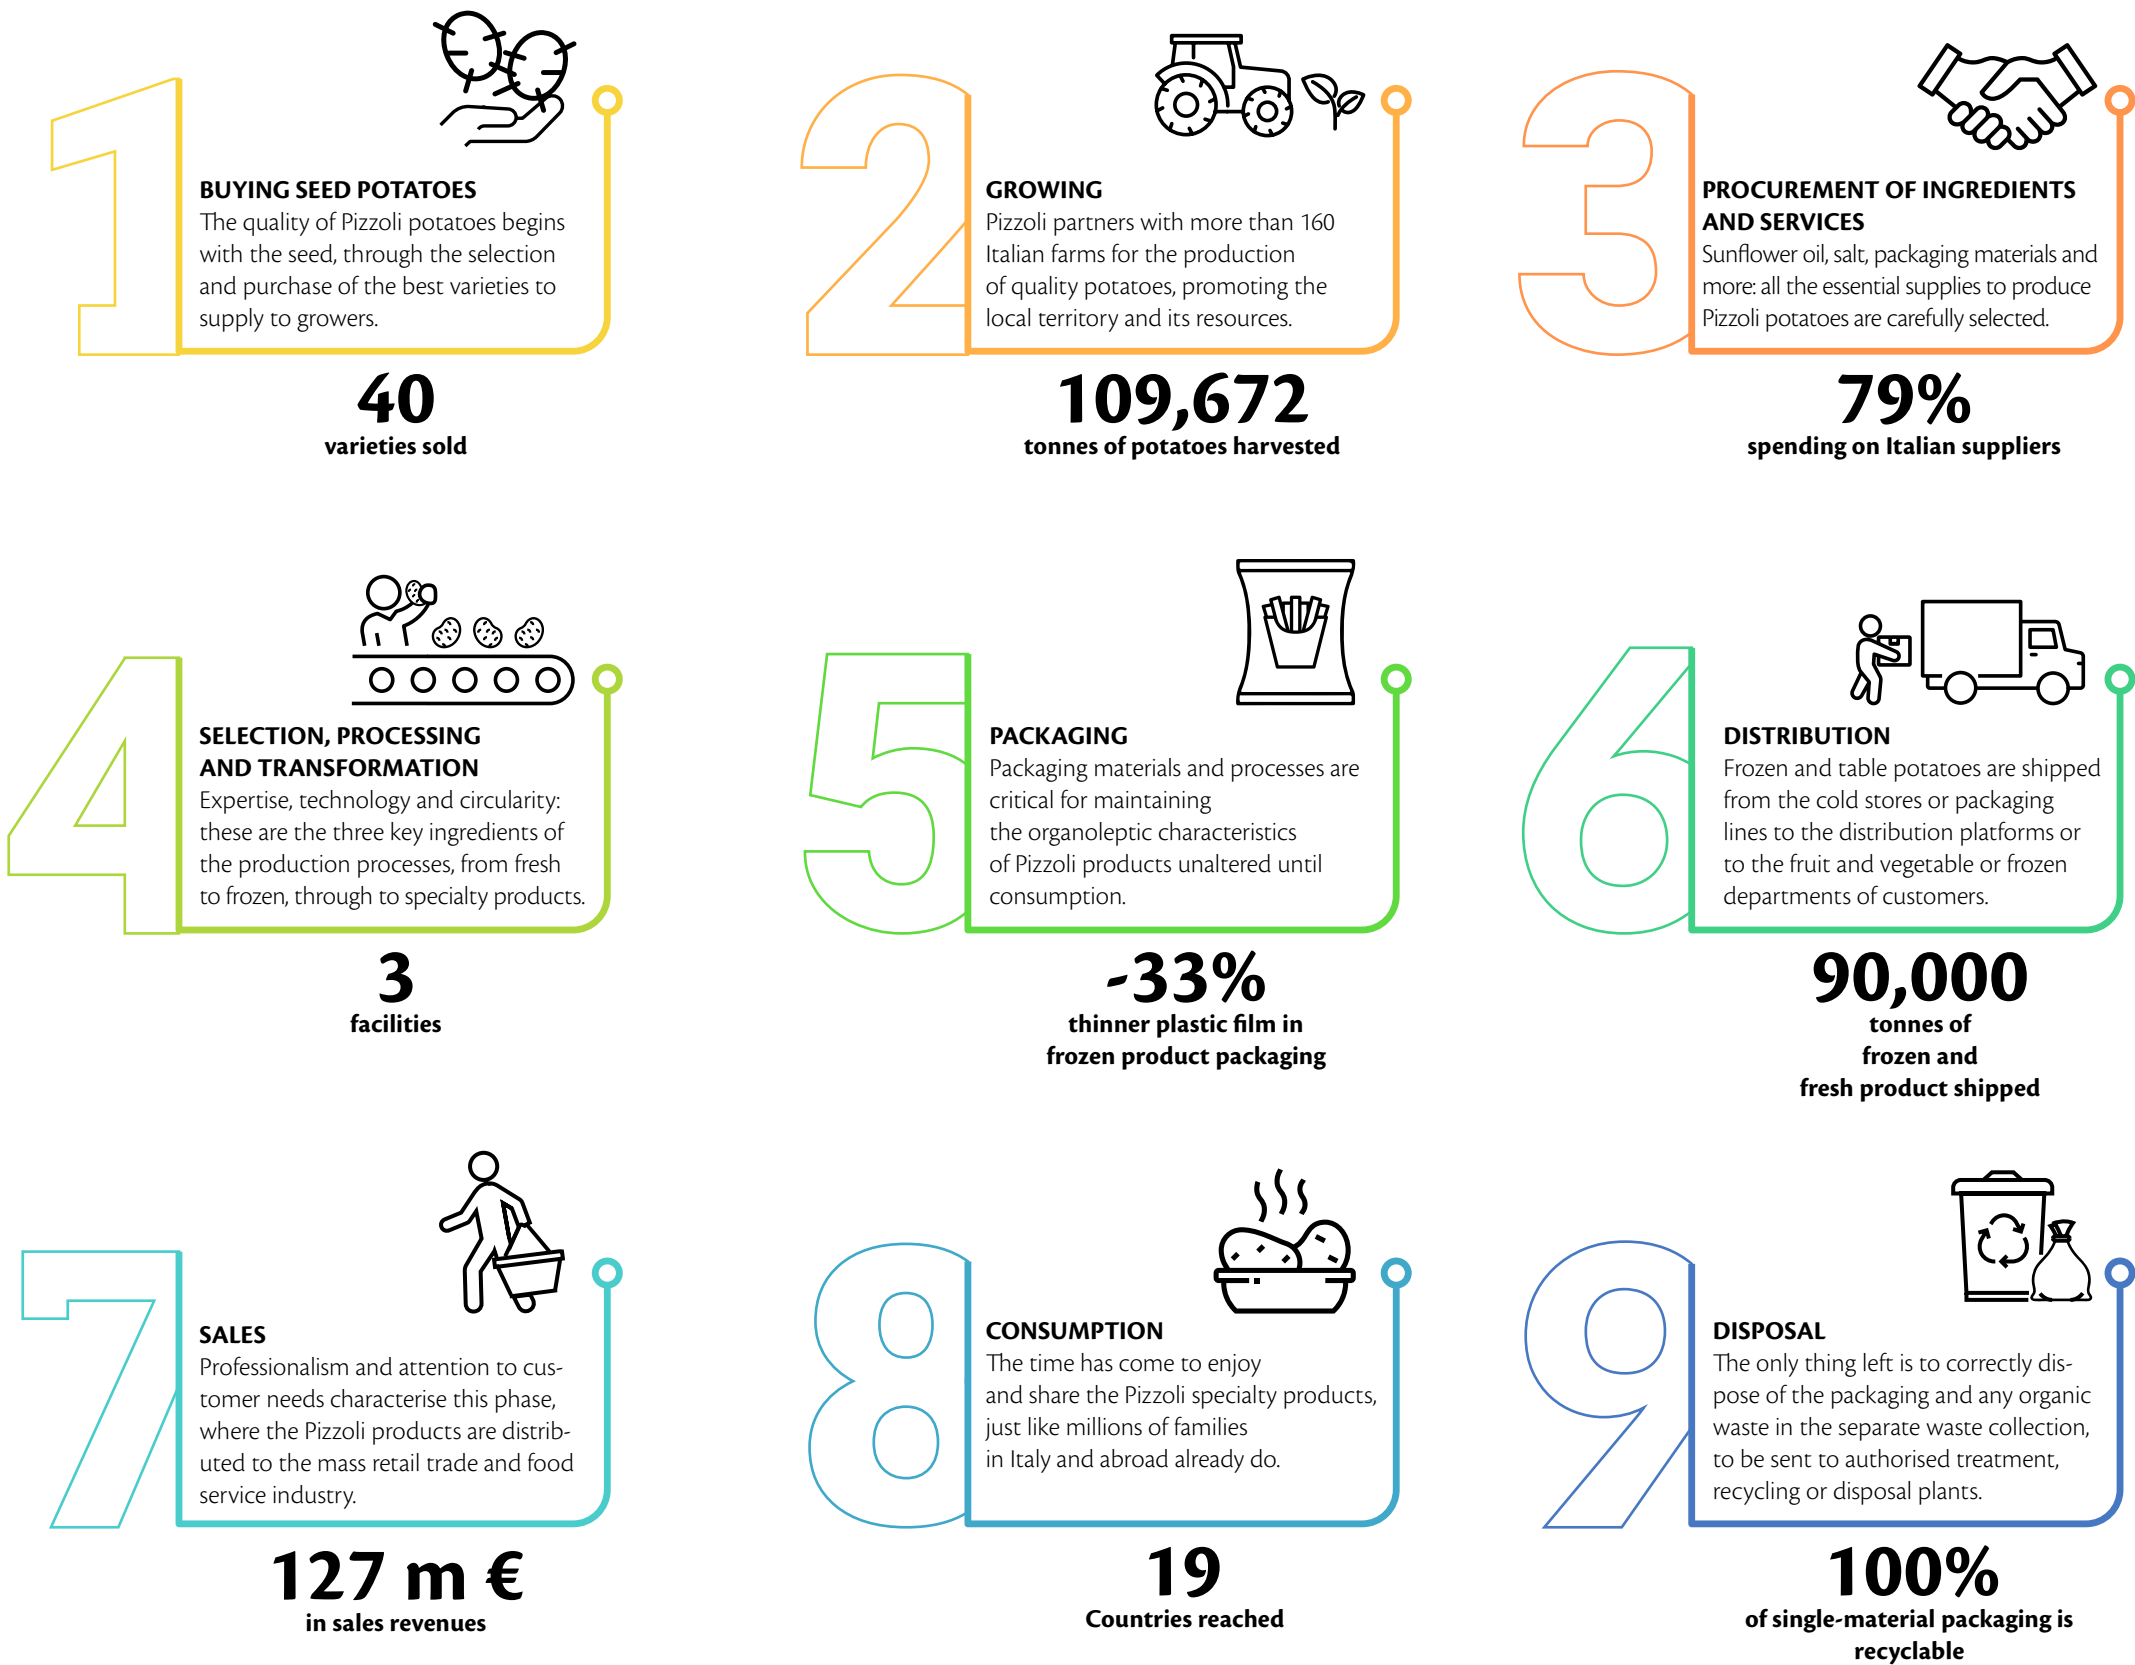 1
BUYING SEED POTATOES
The quality of Pizzoli potatoes begins
with the seed, through the selection
and purchase of the best varieties to
supply to growers.
40
varieties sold
2
GROWING
Pizzoli partners with more than 160
Italian farms for the production
of quality potatoes, promoting the
local territory and its resources.
109,672
tonnes of potatoes harvested
3
PROCUREMENT OF INGREDIENTS
AND SERVICES
Sunflower oil, salt, packaging materials and
more: all the essential supplies to produce
Pizzoli potatoes are carefully selected.
79%
spending on Italian suppliers
4
SELECTION, PROCESSING
AND TRANSFORMATION
Expertise, technology and circularity:
these are the three key ingredients of
the production processes, from fresh
to frozen, through to specialty products.
3
facilities
5
PACKAGING
Packaging materials and processes are
critical for maintaining
the organoleptic characteristics
of Pizzoli products unaltered until
consumption.
-33%
thinner plastic film in
frozen product packaging
6
DISTRIBUTION
Frozen and table potatoes are shipped
from the cold stores or packaging
lines to the distribution platforms or
to the fruit and vegetable or frozen
departments of customers.
90,000
tonnes of
frozen and
fresh product shipped
7
SALES
Professionalism and attention to cus-
tomer needs characterise this phase,
where the Pizzoli products are distrib-
uted to the mass retail trade and food
service industry.
127 m €
in sales revenues
8
CONSUMPTION
The time has come to enjoy
and share the Pizzoli specialty products,
just like millions of families
in Italy and abroad already do.
19
Countries reached
9
DISPOSAL
The only thing left is to correctly dis-
pose of the packaging and any organic
waste in the separate waste collection,
to be sent to authorised treatment,
recycling or disposal plants.
100%
of single-material packaging is
recyclable